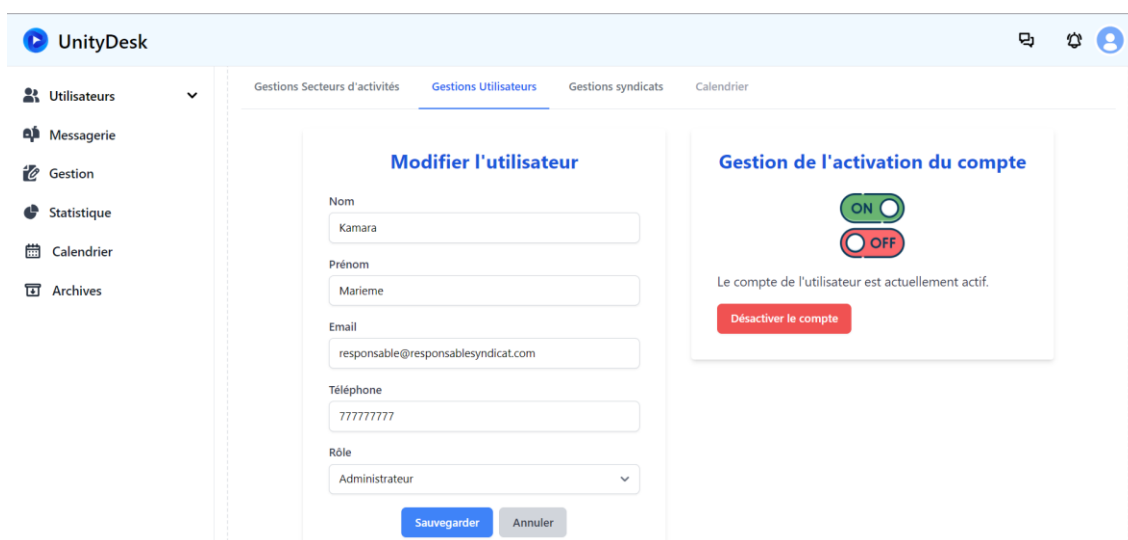 UnityDesk
Utilisateurs
Messagerie
Gestion
Statistique
Calendrier
Archives
Gestions Secteurs d'activités
Gestions Utilisateurs
Gestions syndicats
Calendrier
Modifier l'utilisateur
Nom
Kamara
Prénom
Marieme
Email
responsable@responsablesyndicat.com
Téléphone
777777777
Rôle
Administrateur
Sauvegarder
Annuler
Gestion de l'activation du compte
ON
OFF
Le compte de l'utilisateur est actuellement actif.
Désactiver le compte